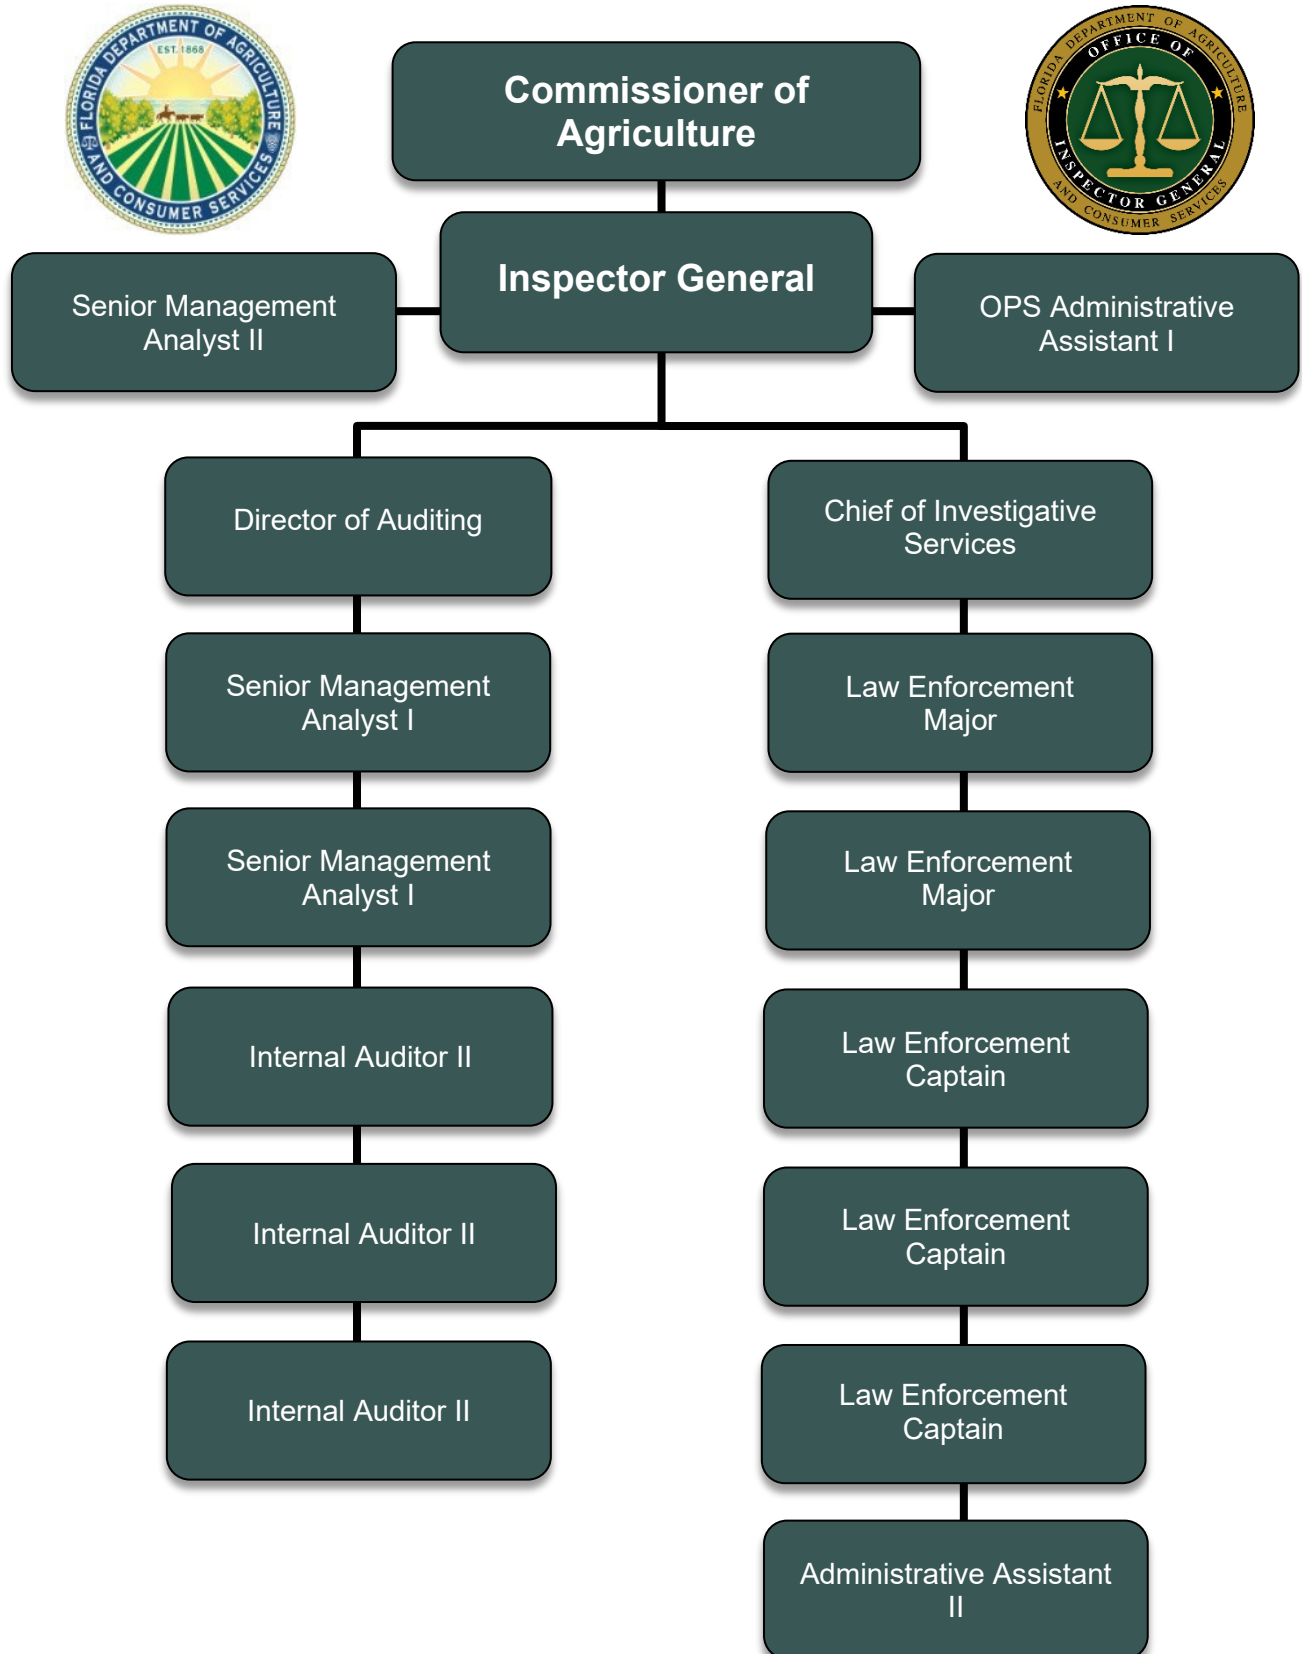 FLORIDA DEPARTMENT OF AGRICULTURE
AND CONSUMER SERVICES
EST. 1868
Commissioner of
Agriculture
FLORIDA DEPARTMENT OF AGRICULTURE
AND CONSUMER SERVICES
OFFICE OF
INSPECTOR GENERAL
Inspector General
Senior Management
Analyst II
OPS Administrative
Assistant I
Director of Auditing
Chief of Investigative
Services
Senior Management
Analyst I
Law Enforcement
Major
Senior Management
Analyst I
Law Enforcement
Major
Internal Auditor II
Law Enforcement
Captain
Internal Auditor II
Law Enforcement
Captain
Internal Auditor II
Law Enforcement
Captain
Administrative Assistant
II